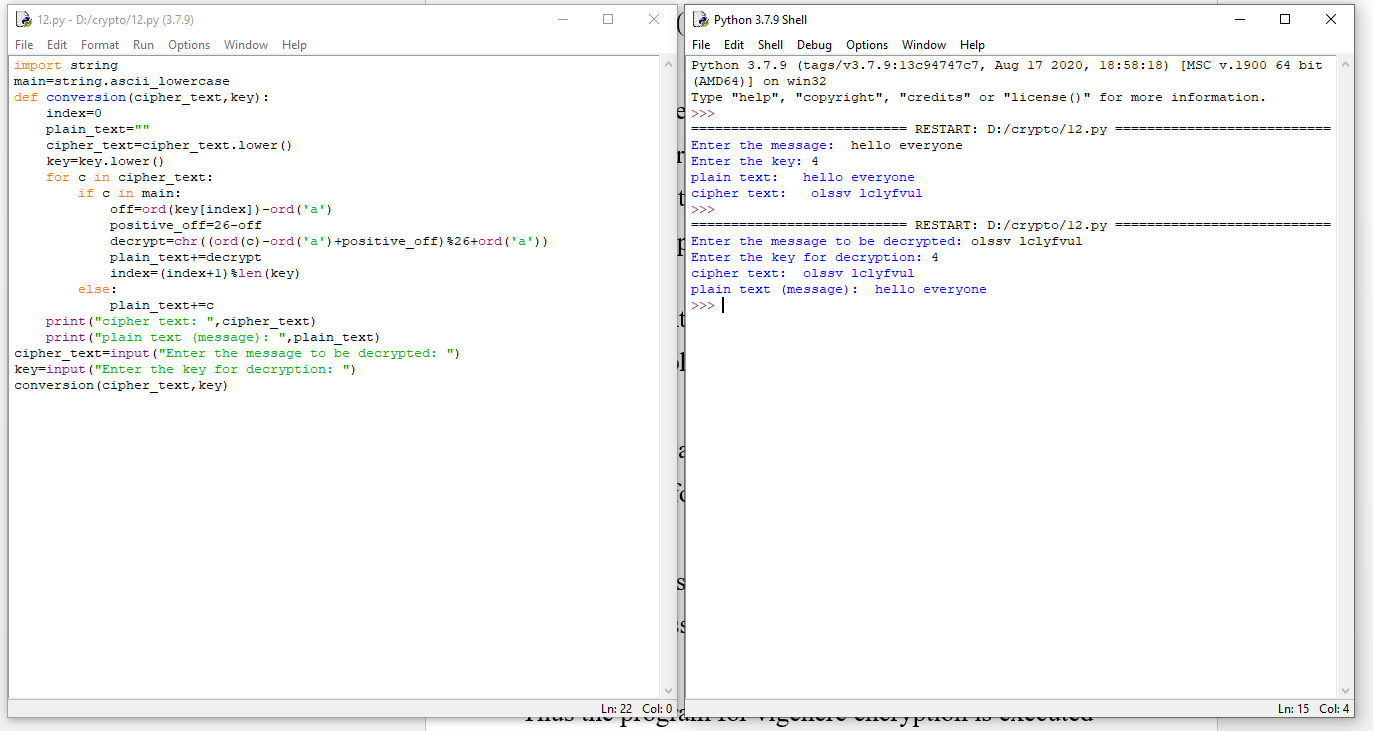 12.py - D:/crypto/12.py (3.7.9)
File Edit Format Run Options Window Help
import string
main=string.ascii_lowercase
def conversion(cipher_text,key):
    index=0
    plain_text=""
    cipher_text=cipher_text.lower()
    key=key.lower()
    for c in cipher_text:
        if c in main:
            off=ord(key[index])-ord('a')
            positive_off=26-off
            decrypt=chr((ord(c)-ord('a')+positive_off)%26+ord('a'))
            plain_text+=decrypt
            index=(index+1)%len(key)
        else:
            plain_text+=c
    print("cipher text: ",cipher_text)
    print("plain text (message): ",plain_text)
cipher_text=input("Enter the message to be decrypted: ")
key=input("Enter the key for decryption: ")
conversion(cipher_text,key)
Ln: 22 Col: 0
Python 3.7.9 Shell
File Edit Shell Debug Options Window Help
Python 3.7.9 (tags/v3.7.9:13c94747c7, Aug 17 2020, 18:58:18) [MSC v.1900 64 bit
(AMD64)] on win32
Type "help", "copyright", "credits" or "license()" for more information.
>>>
=========================== RESTART: D:/crypto/12.py ===========================
Enter the message:  hello everyone
Enter the key: 4
plain text:   hello everyone
cipher text:   olssv lclyfvul
>>>
=========================== RESTART: D:/crypto/12.py ===========================
Enter the message to be decrypted: olssv lclyfvul
Enter the key for decryption: 4
cipher text:  olssv lclyfvul
plain text (message):  hello everyone
>>>
Ln: 15 Col: 4
Thus the program for vigenere encryption is executed